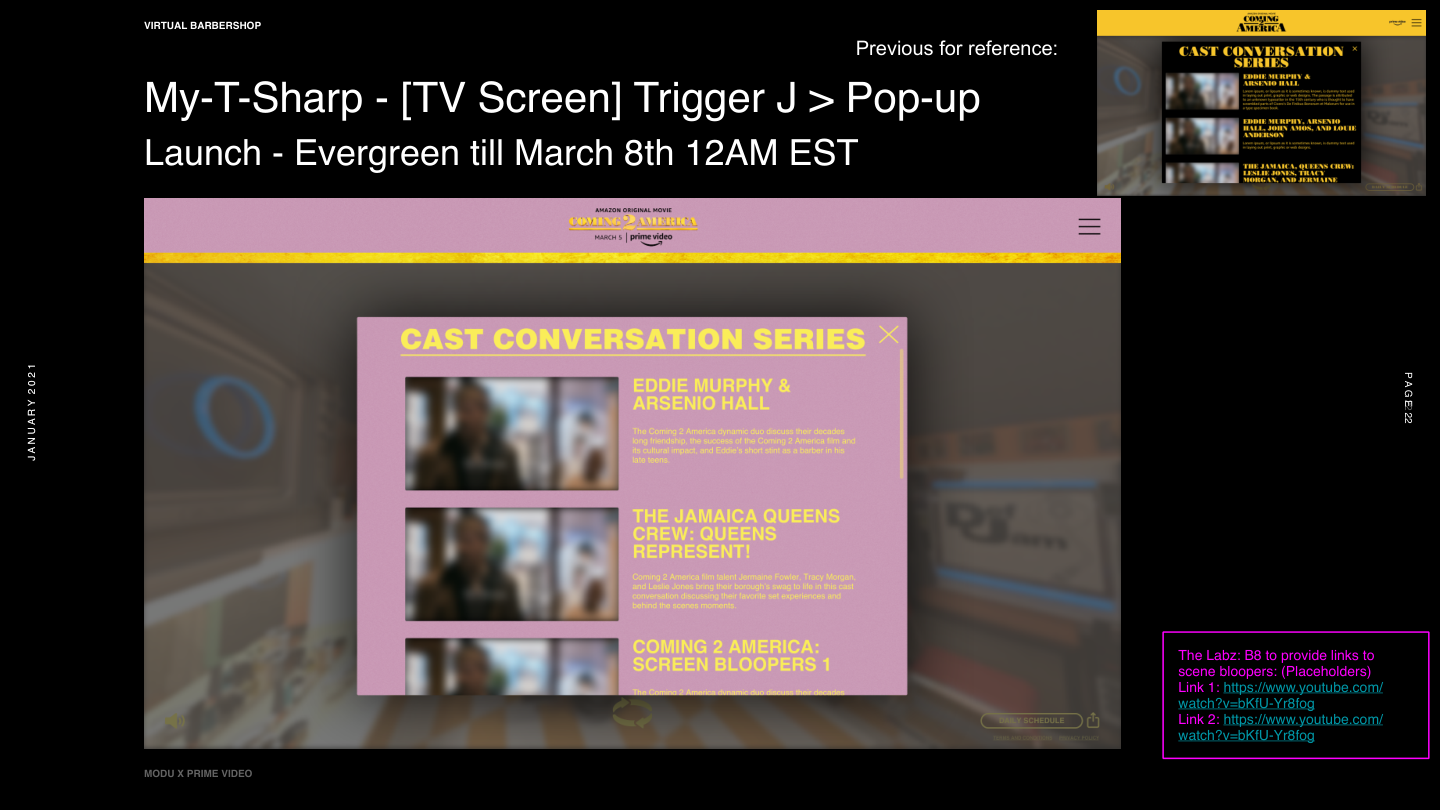 VIRTUAL BARBERSHOP
Previous for reference:
My-T-Sharp - [TV Screen] Trigger J > Pop-up
Launch - Evergreen till March 8th 12AM EST
COMING
AMERICA
prime video
CAST CONVERSATION
SERIES
EDDIE MURPHY &
ARSENIO HALL
EDDIE MURPHY, ARSENIO
HALL, JOHN AMOS, AND LOUIE
ANDERSON
THE JAMAICA, QUEENS CREW:
LESLIE JONES, TRACY
MORGAN, AND JERMAINE
AMAZON ORIGINAL MOVIE
COMING 2 AMERICA
MARCH 5 | prime video
CAST CONVERSATION SERIES
EDDIE MURPHY &
ARSENIO HALL
The Coming 2 America dynamic duo discuss their decades
long friendship, the success of the Coming 2 America film and
its cultural impact, and Eddie's short stint as a barber in his
late teens.
THE JAMAICA QUEENS
CREW: QUEENS
REPRESENT!
Coming 2 America film talent Jermaine Fowler, Tracy Morgan,
and Leslie Jones bring their borough's swag to life in this cast
conversation discussing their favorite set experiences and
behind the scenes moments.
COMING 2 AMERICA:
SCREEN BLOOPERS 1
The Coming 2 America dynamic duo discuss their decades
Def Jam
DAILY SCHEDULE
JANUARY 2021
PAGE 22
The Labz: B8 to provide links to
scene bloopers: (Placeholders)
Link 1: https://www.youtube.com/
watch?v=bKfU-Yr8fog
Link 2: https://www.youtube.com/
watch?v=bKfU-Yr8fog
MODU X PRIME VIDEO